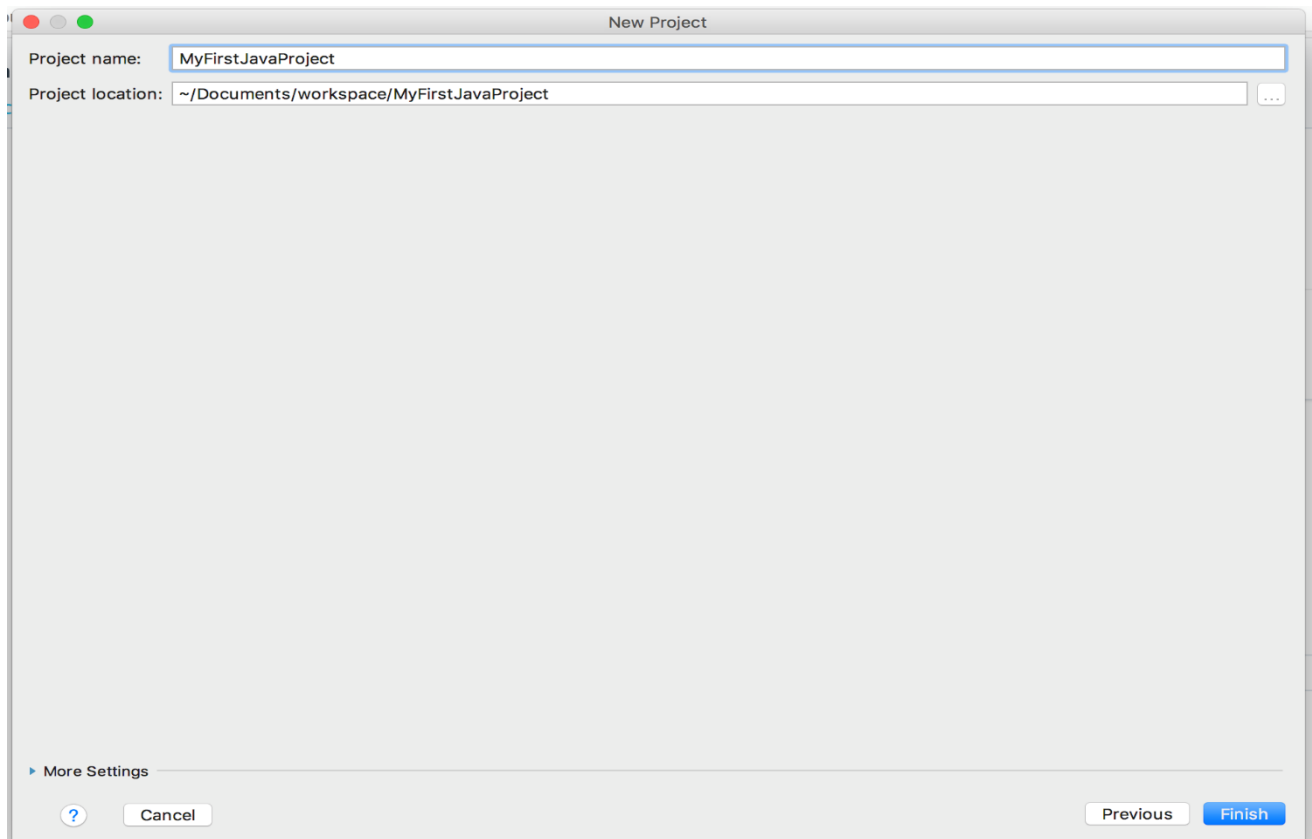 New Project
Project name: MyFirstJavaProject
Project location: ~/Documents/workspace/MyFirstJavaProject ...
More Settings
? Cancel Previous Finish